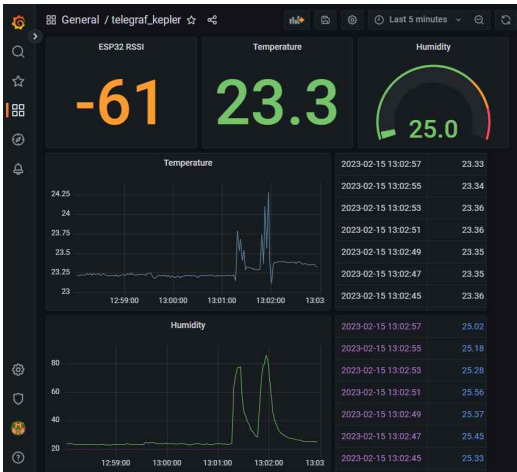 General / telegraf_kepler
Last 5 minutes
ESP32 RSSI
-61
Temperature
23.3
Humidity
25.0
Temperature
24.25
24
23.75
23.5
23.25
23
12:59:00 13:00:00 13:01:00 13:02:00 13:03
2023-02-15 13:02:57 23.33
2023-02-15 13:02:55 23.34
2023-02-15 13:02:53 23.36
2023-02-15 13:02:51 23.36
2023-02-15 13:02:49 23.35
2023-02-15 13:02:47 23.35
2023-02-15 13:02:45 23.36
Humidity
80
60
40
20
12:59:00 13:00:00 13:01:00 13:02:00 13:03
2023-02-15 13:02:57 25.02
2023-02-15 13:02:55 25.18
2023-02-15 13:02:53 25.28
2023-02-15 13:02:51 25.56
2023-02-15 13:02:49 25.37
2023-02-15 13:02:47 25.45
2023-02-15 13:02:45 25.33